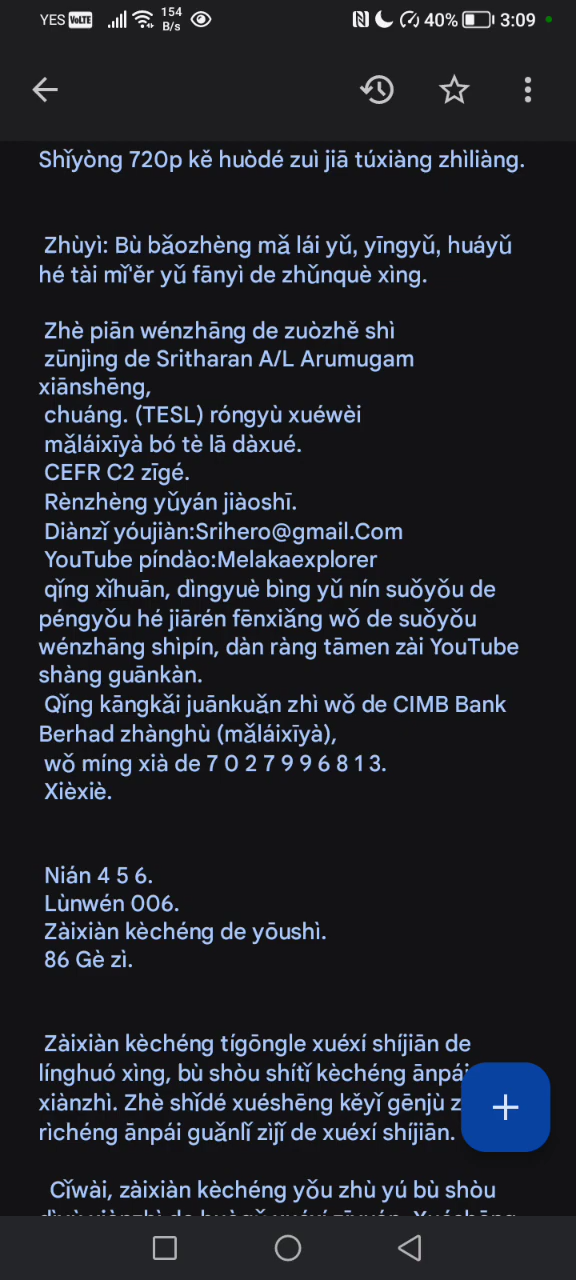 YES VoLTE 154 B/s 40% 3:09
Shǐyòng 720p kě huòdé zuì jiā túxiàng zhìliàng.
Zhùyì: Bù bǎozhèng mǎ lái yǔ, yīngyǔ, huáyǔ
hé tài mǐ'ěr yǔ fānyì de zhǔnquè xìng.
Zhè piān wénzhāng de zuòzhě shì
zūnjìng de Sritharan A/L Arumugam
xiānshēng,
chuáng. (TESL) róngyù xuéwèi
mǎláixīyà bó tè lā dàxué.
CEFR C2 zīgé.
Rènzhèng yǔyán jiàoshī.
Diànzǐ yóujiàn:Srihero@gmail.Com
YouTube píndào:Melakaexplorer
qǐng xǐhuān, dìngyuè bìng yǔ nín suǒyǒu de
péngyǒu hé jiārén fēnxiǎng wǒ de suǒyǒu
wénzhāng shìpín, dàn ràng tāmen zài YouTube
shàng guānkàn.
Qǐng kāngkǎi juānkuǎn zhì wǒ de CIMB Bank
Berhad zhànghù (mǎláixīyà),
wǒ míng xià de 7 0 2 7 9 9 6 8 1 3.
Xièxiè.
Nián 4 5 6.
Lùnwén 006.
Zàixiàn kèchéng de yōushì.
86 Gè zì.
Zàixiàn kèchéng tígōngle xuéxí shíjiān de
línghuó xìng, bù shòu shítǐ kèchéng ānpái
xiànzhì. Zhè shǐdé xuéshēng kěyǐ gēnjù z
rìchéng ānpái guǎnlǐ zìjǐ de xuéxí shíjiān.
Cǐwài, zàixiàn kèchéng yǒu zhù yú bù shòu